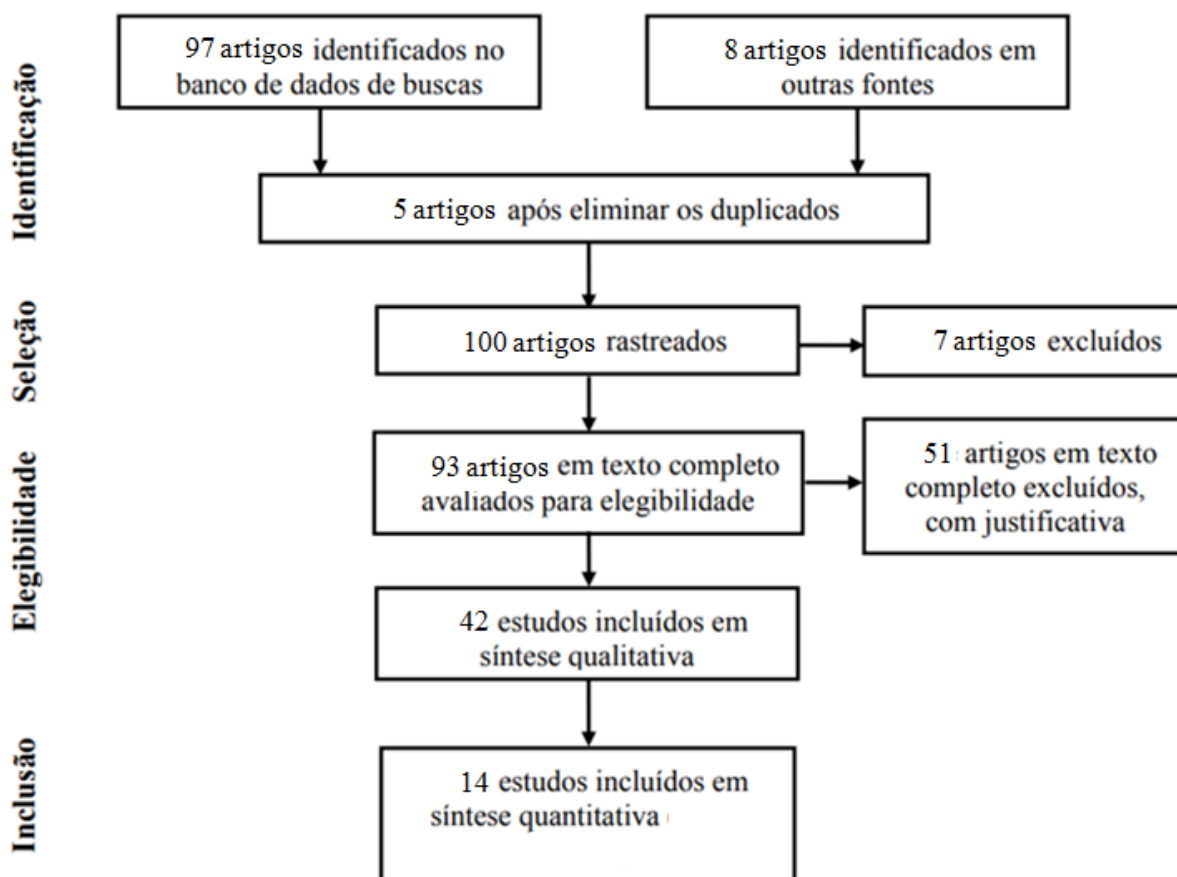 Identificação
97 artigos identificados no
banco de dados de buscas
8 artigos identificados em
outras fontes
5 artigos após eliminar os duplicados
Seleção
100 artigos rastreados
7 artigos excluídos
Elegibilidade
93 artigos em texto completo
avaliados para elegibilidade
51 artigos em texto
completo excluídos,
com justificativa
42 estudos incluídos em
síntese qualitativa
Inclusão
14 estudos incluídos em
síntese quantitativa